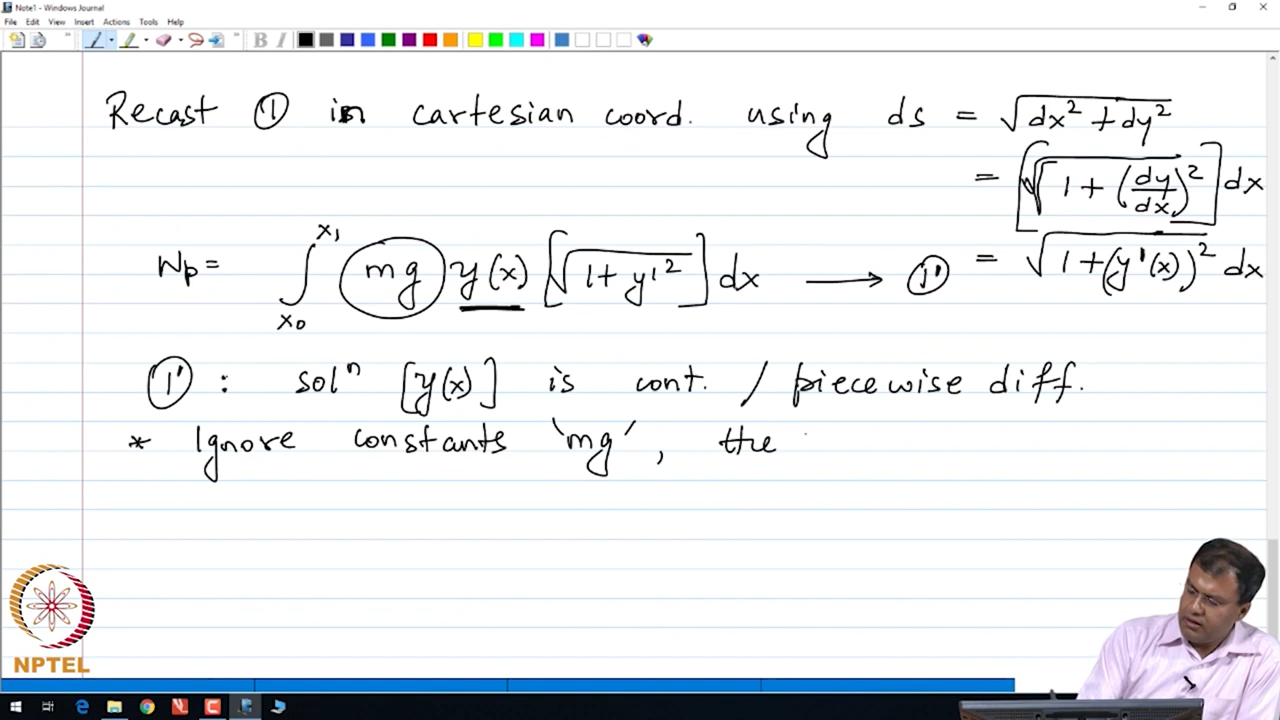 Note1 - Windows Journal
File Edit View Insert Actions Tools Help
Recast ① in cartesian coord. using ds = √(dx² + dy²)
= [√(1 + (dy/dx)²)] dx
= √(1 + (y'(x))²) dx
Wp = ∫_{x₀}^{x₁} mg y(x) [√(1 + y'²)] dx → ①'
①' : solⁿ [y(x)] is cont. / piecewise diff.
* Ignore constants 'mg', the
NPTEL